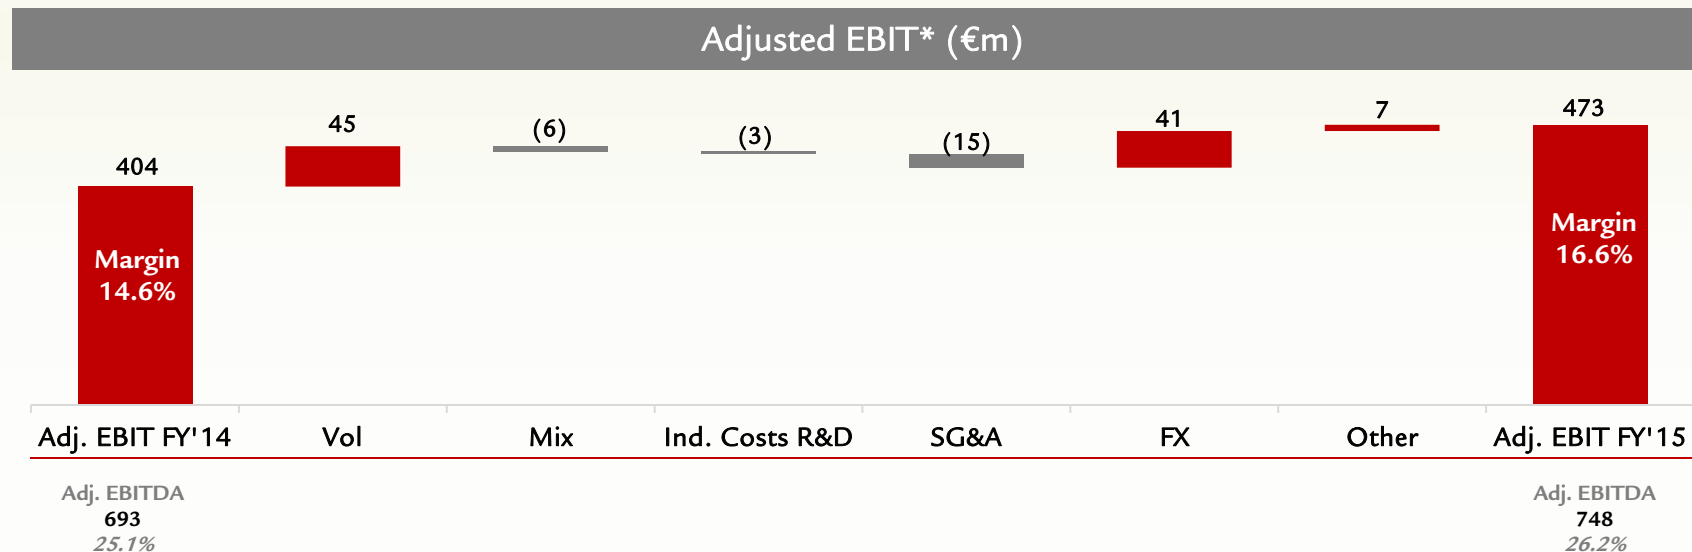 Adjusted EBIT* (€m)
404
45
(6)
(3)
(15)
41
7
473
Margin
14.6%
Margin
16.6%
Adj. EBIT FY'14
Vol
Mix
Ind. Costs R&D
SG&A
FX
Other
Adj. EBIT FY'15
Adj. EBITDA
693
25.1%
Adj. EBITDA
748
26.2%